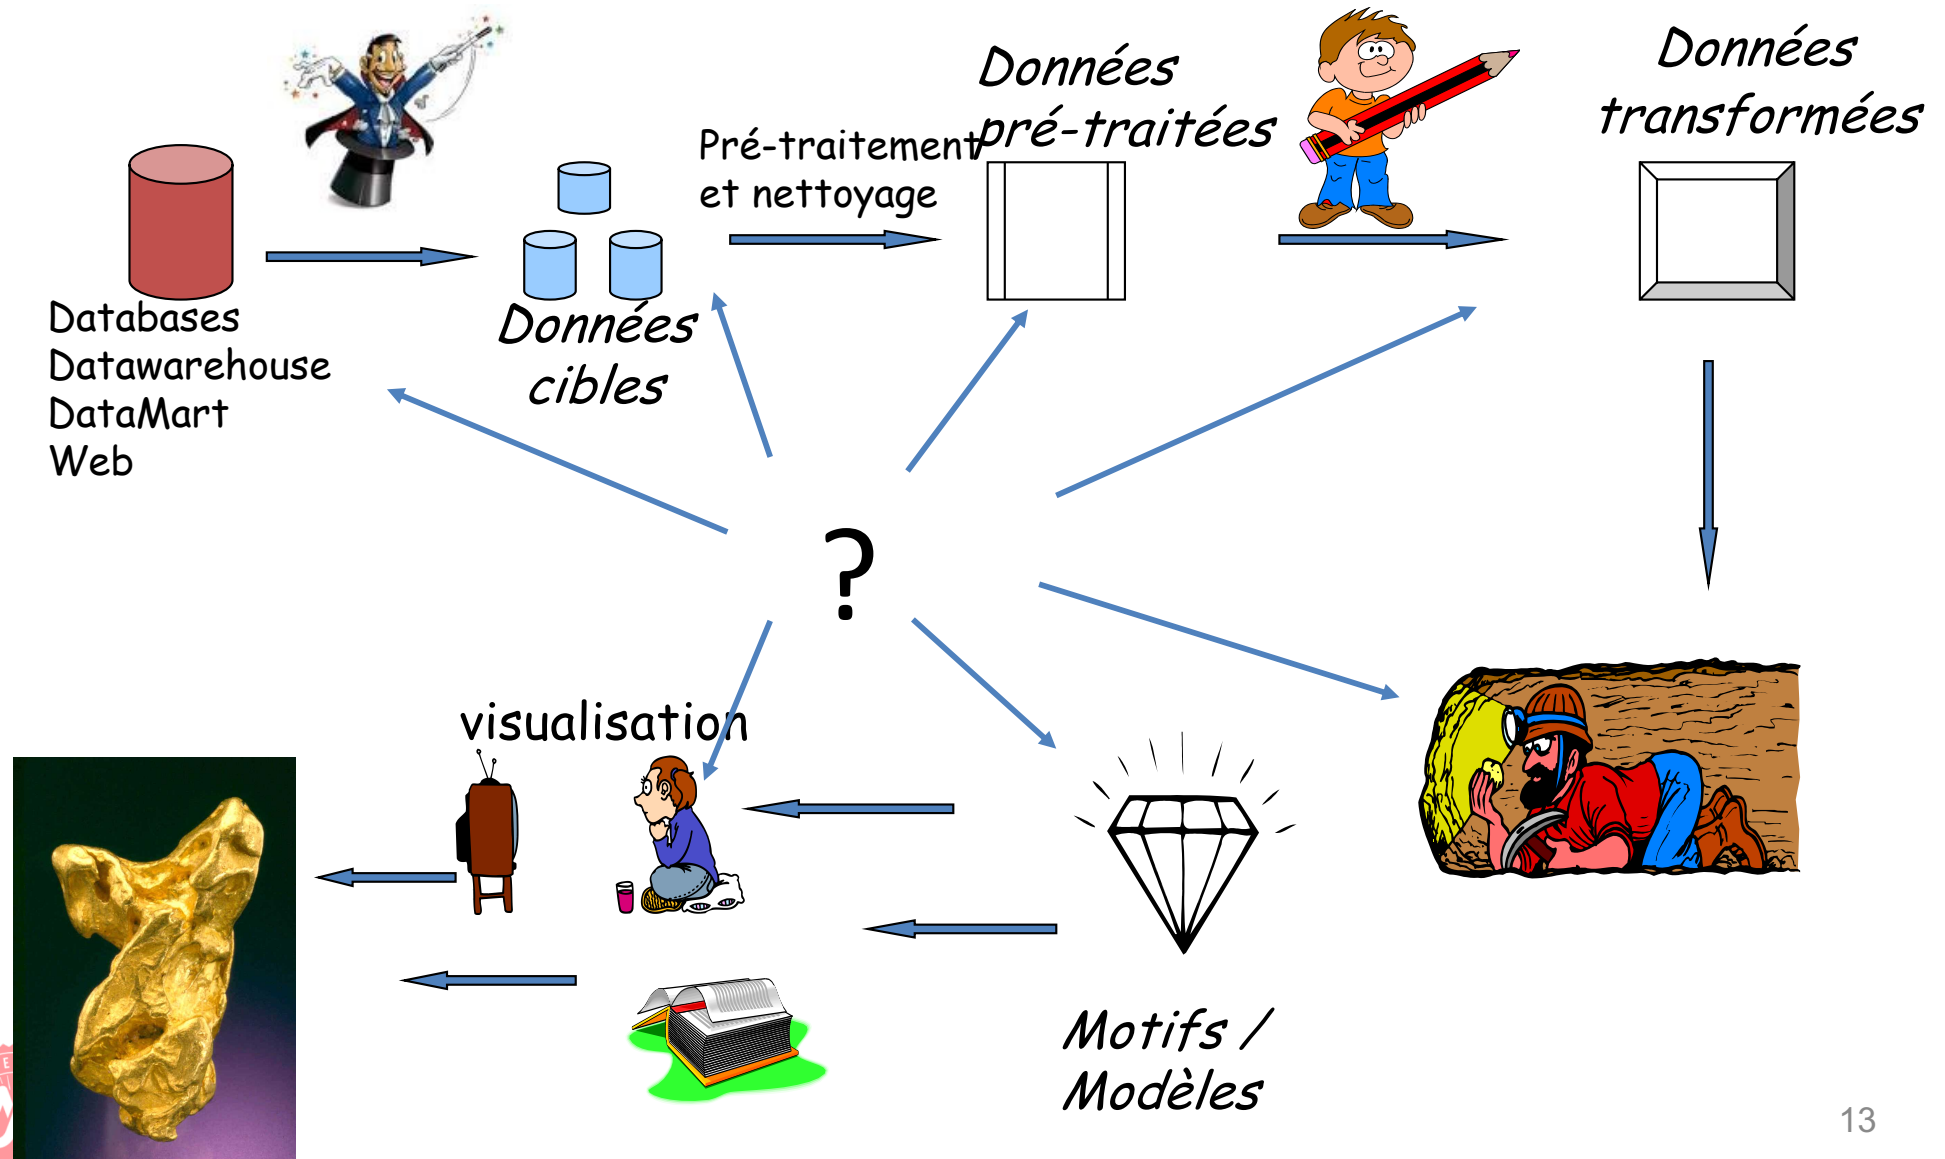 Données
pré-traitées
Données
transformées
Pré-traitement
et nettoyage
Databases
Datawarehouse
DataMart
Web
Données
cibles
?
visualisation
Motifs /
Modèles
13